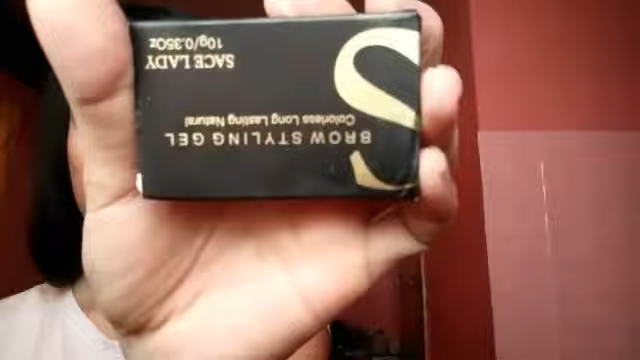 BROW STYLING GEL
Colorless Long Lasting Natural
SACE LADY
10g/0.35Oz